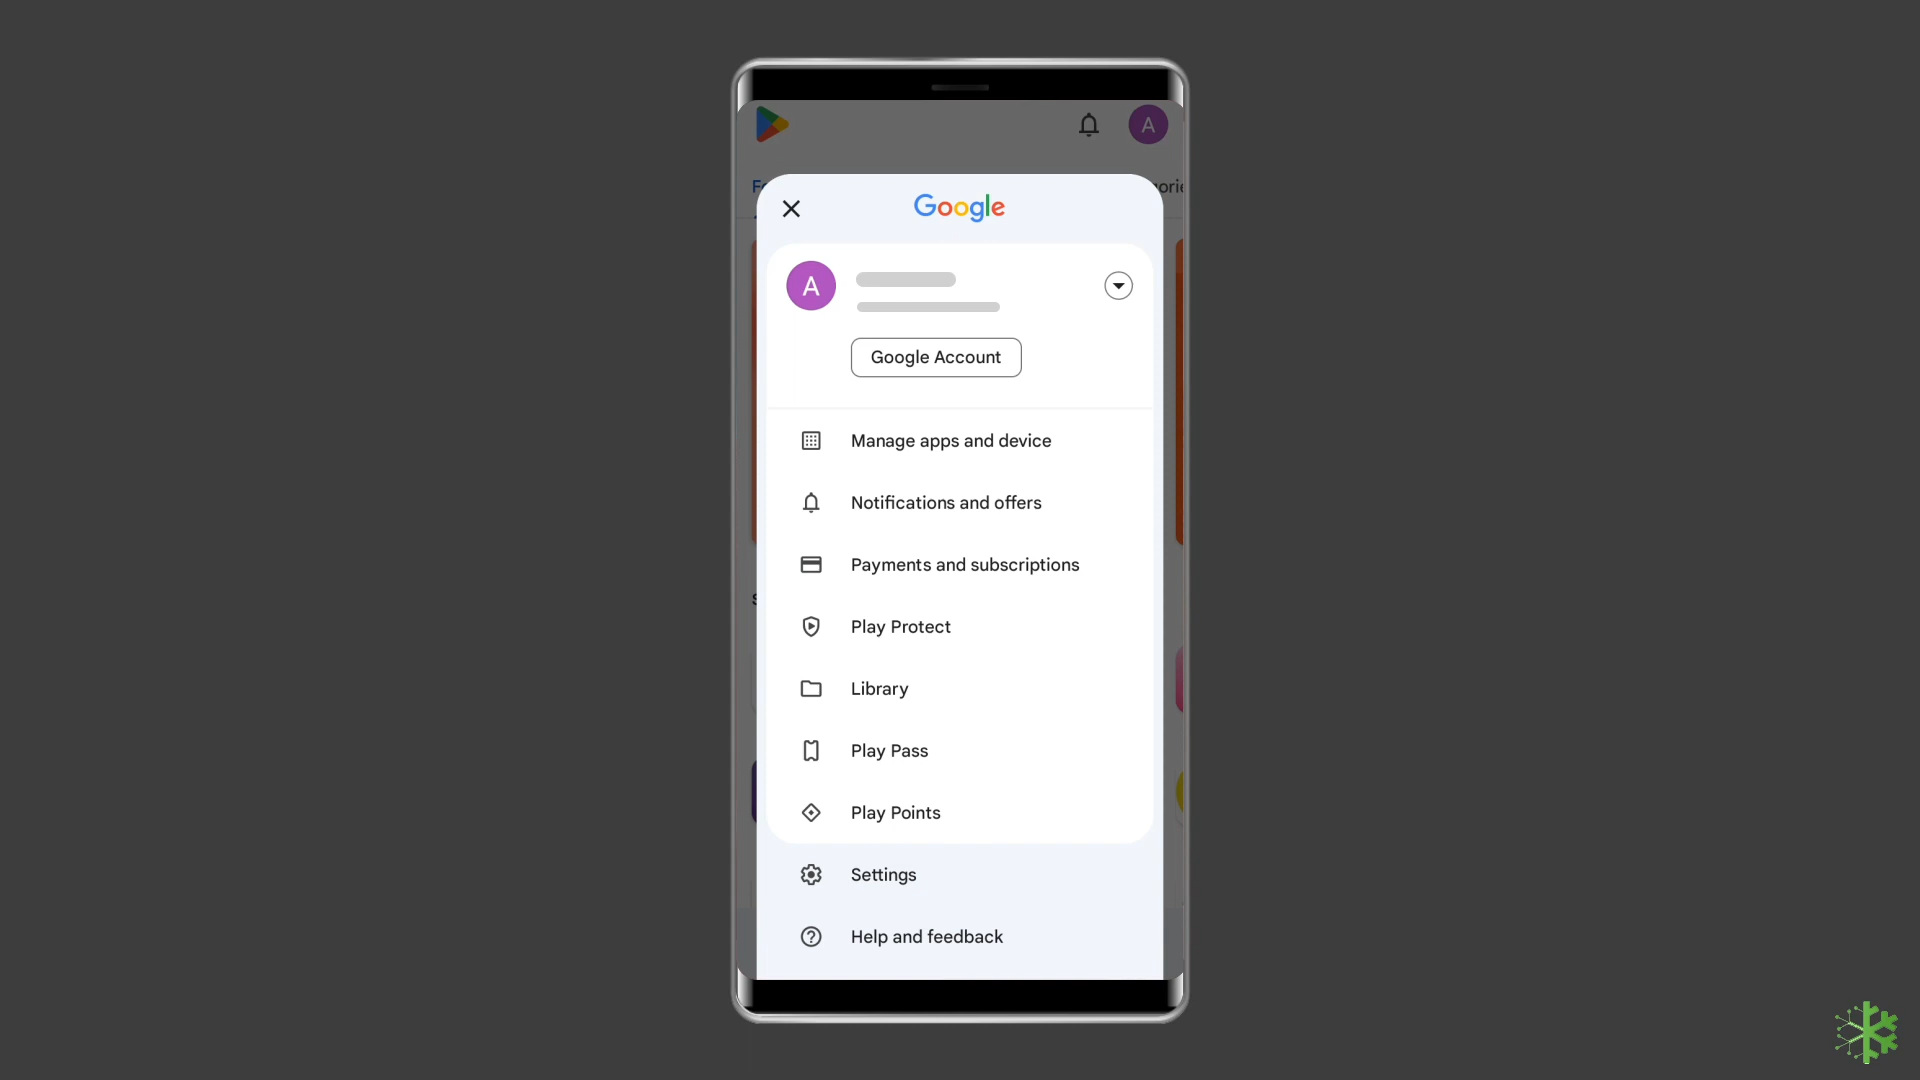 A
Google
A
Google Account
Manage apps and device
Notifications and offers
Payments and subscriptions
Play Protect
Library
Play Pass
Play Points
Settings
Help and feedback